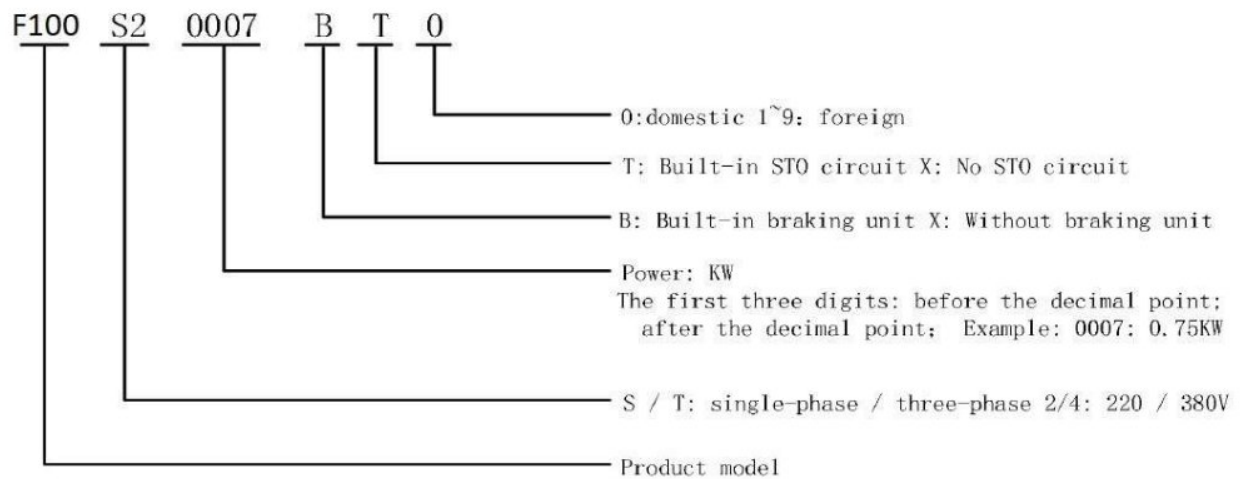 F100 S2 0007 B T 0
0:domestic 1~9: foreign
T: Built-in STO circuit X: No STO circuit
B: Built-in braking unit X: Without braking unit
Power: KW
The first three digits: before the decimal point;
after the decimal point; Example: 0007: 0.75KW
S / T: single-phase / three-phase 2/4: 220 / 380V
Product model